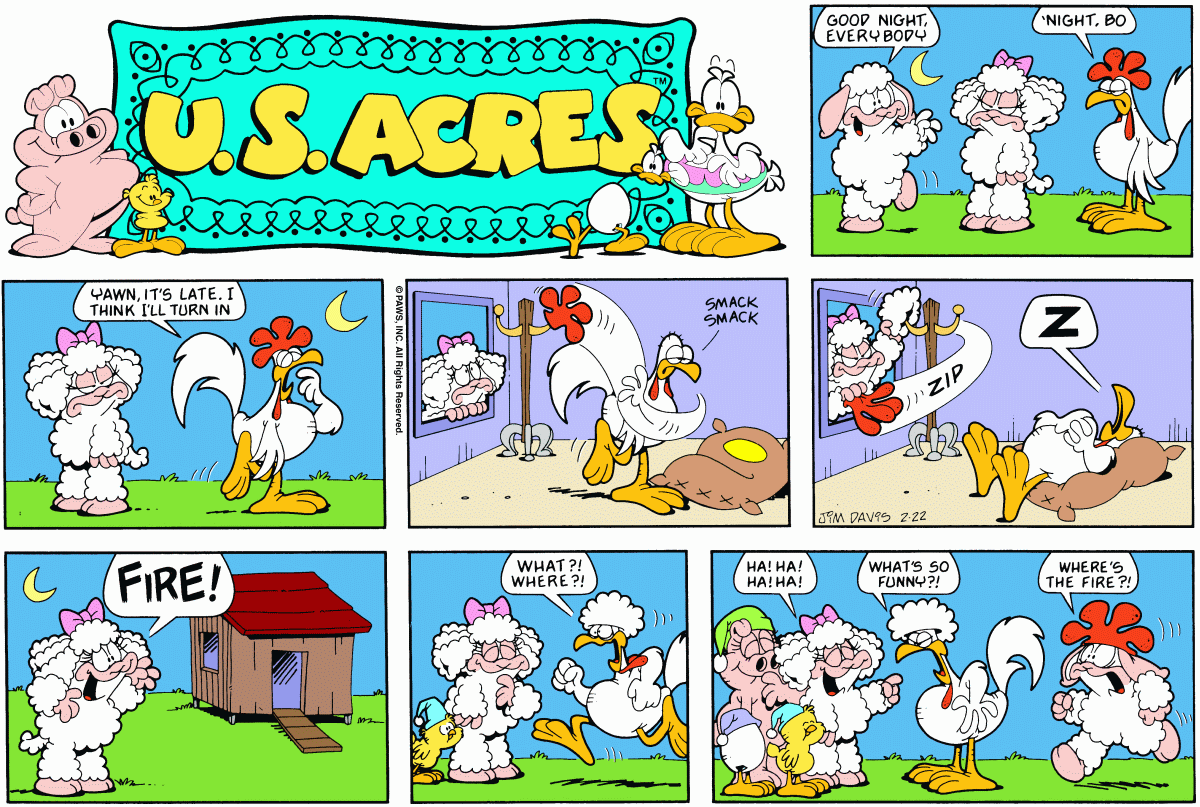 U.S. ACRES
™
GOOD NIGHT,
EVERYBODY
'NIGHT, BO
YAWN, IT'S LATE. I
THINK I'LL TURN IN
© PAWS, INC. All Rights Reserved.
SMACK
SMACK
ZIP
Z
JIM DAVIS 2-22
FIRE!
WHAT?!
WHERE?!
HA! HA!
HA! HA!
WHAT'S SO
FUNNY?!
WHERE'S
THE FIRE?!